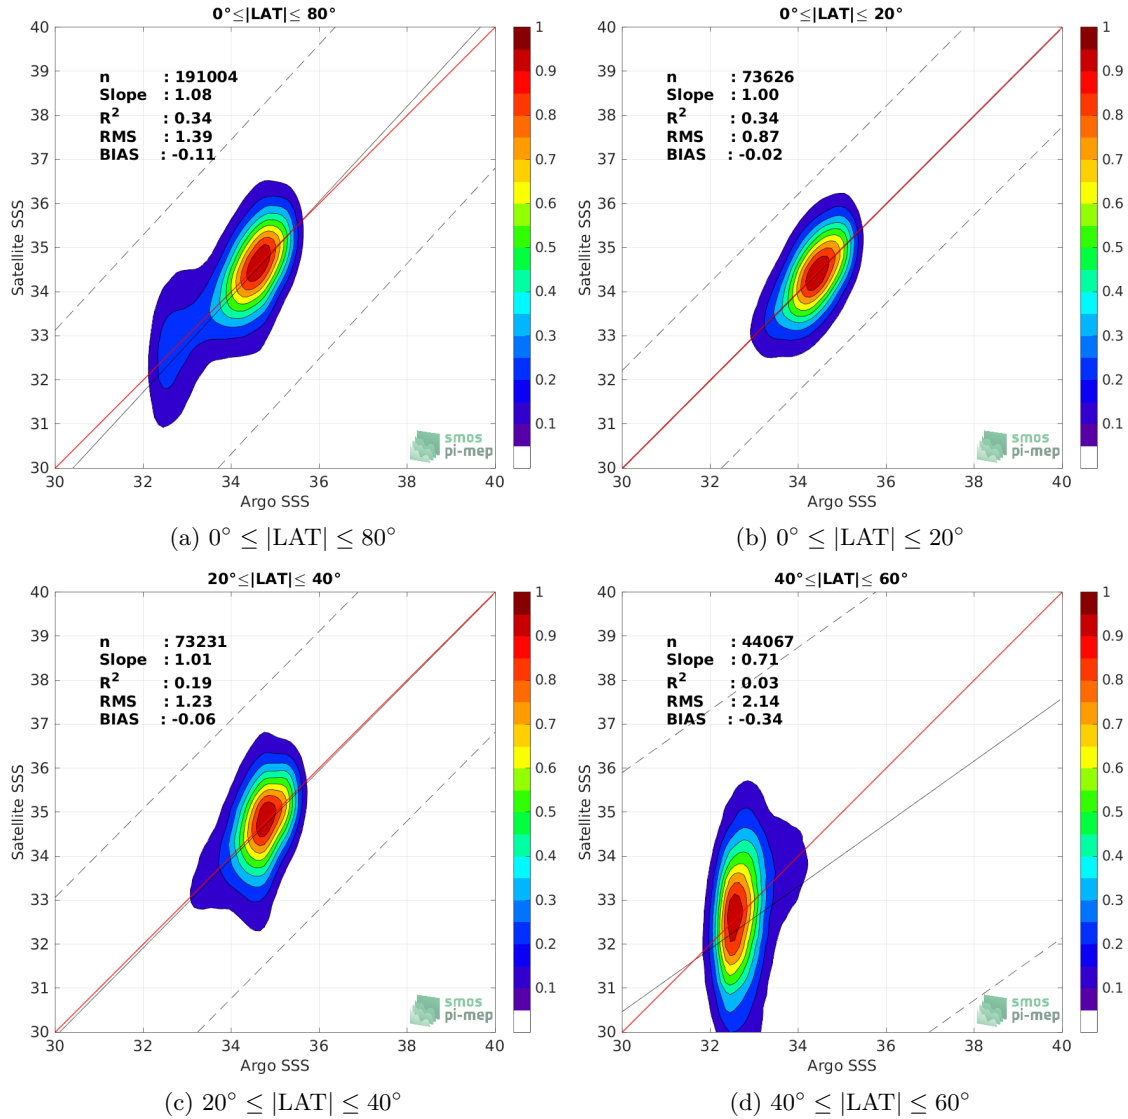 0°≤|LAT|≤ 80°
40
39
38
37
36
35
34
33
32
31
30
Satellite SSS
n : 191004
Slope : 1.08
R² : 0.34
RMS : 1.39
BIAS : -0.11
30 32 34 36 38 40
Argo SSS
1
0.9
0.8
0.7
0.6
0.5
0.4
0.3
0.2
0.1
smos
pi-mep
(a) 0° ≤ |LAT| ≤ 80°
0°≤|LAT|≤ 20°
40
39
38
37
36
35
34
33
32
31
30
Satellite SSS
n : 73626
Slope : 1.00
R² : 0.34
RMS : 0.87
BIAS : -0.02
30 32 34 36 38 40
Argo SSS
1
0.9
0.8
0.7
0.6
0.5
0.4
0.3
0.2
0.1
smos
pi-mep
(b) 0° ≤ |LAT| ≤ 20°
20°≤|LAT|≤ 40°
40
39
38
37
36
35
34
33
32
31
30
Satellite SSS
n : 73231
Slope : 1.01
R² : 0.19
RMS : 1.23
BIAS : -0.06
30 32 34 36 38 40
Argo SSS
1
0.9
0.8
0.7
0.6
0.5
0.4
0.3
0.2
0.1
smos
pi-mep
(c) 20° ≤ |LAT| ≤ 40°
40°≤|LAT|≤ 60°
40
39
38
37
36
35
34
33
32
31
30
Satellite SSS
n : 44067
Slope : 0.71
R² : 0.03
RMS : 2.14
BIAS : -0.34
30 32 34 36 38 40
Argo SSS
1
0.9
0.8
0.7
0.6
0.5
0.4
0.3
0.2
0.1
smos
pi-mep
(d) 40° ≤ |LAT| ≤ 60°